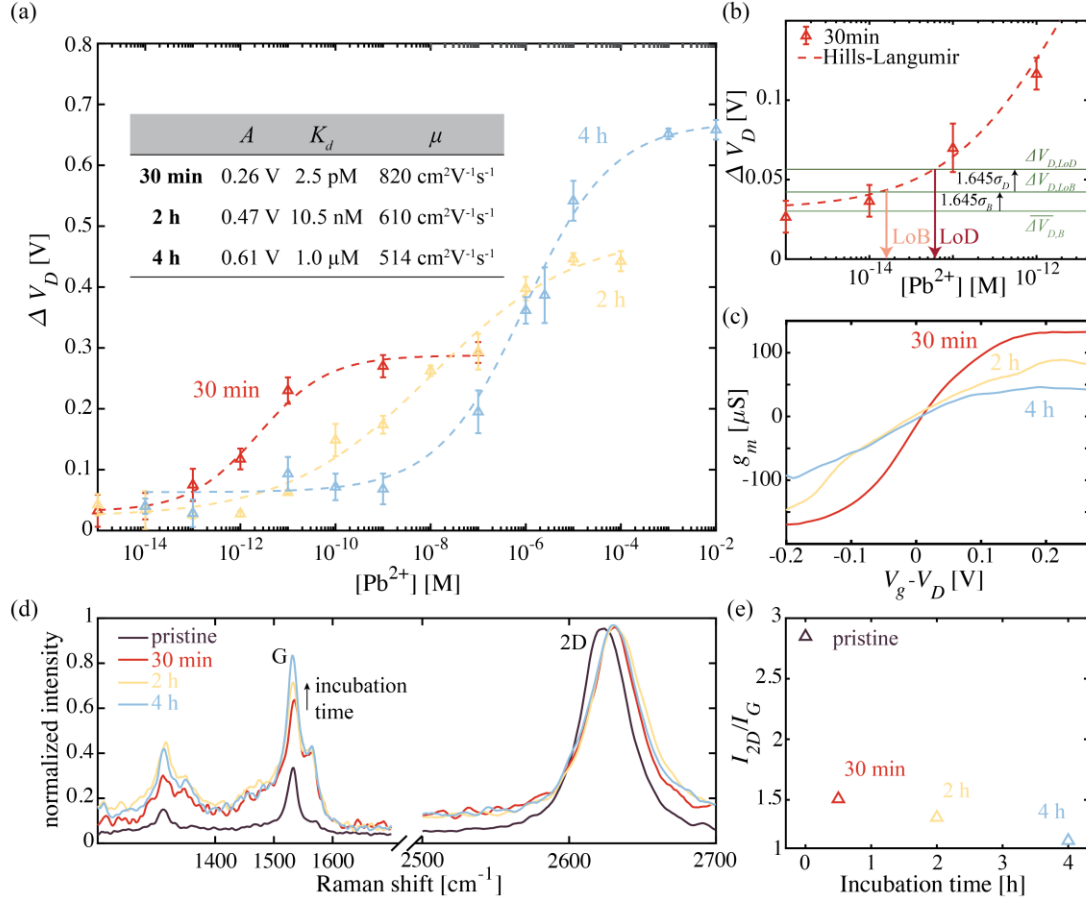 (a)
0.8
0.7
0.6
0.5
0.4
0.3
0.2
0.1
0
Δ V_D [V]
A K_d μ
30 min 0.26 V 2.5 pM 820 cm²V⁻¹s⁻¹
2 h 0.47 V 10.5 nM 610 cm²V⁻¹s⁻¹
4 h 0.61 V 1.0 μM 514 cm²V⁻¹s⁻¹
4 h
2 h
30 min
10⁻¹⁴ 10⁻¹² 10⁻¹⁰ 10⁻⁸ 10⁻⁶ 10⁻⁴ 10⁻²
[Pb²⁺] [M]
(b)
30min
Hills-Langumir
0.1
0.05
0
Δ V_D [V]
ΔV_D,LoD
1.645σ_D
ΔV_D,LoB
1.645σ_B
ΔV_D,B
LoB LoD
10⁻¹⁴ 10⁻¹²
[Pb²⁺] [M]
(c)
30 min
2 h
4 h
100
0
-100
-g_m [μS]
-0.2 -0.1 0 0.1 0.2
V_g-V_D [V]
(d)
pristine
30 min
2 h
4 h
G
2D
incubation
time
1
0.8
0.6
0.4
0.2
0
normalized intensity
1400 1530 1600 2500 2600 2700
Raman shift [cm⁻¹]
(e)
pristine
30 min
2 h
4 h
3
2.5
2
1.5
1
I_2D/I_G
0 1 2 3 4
Incubation time [h]